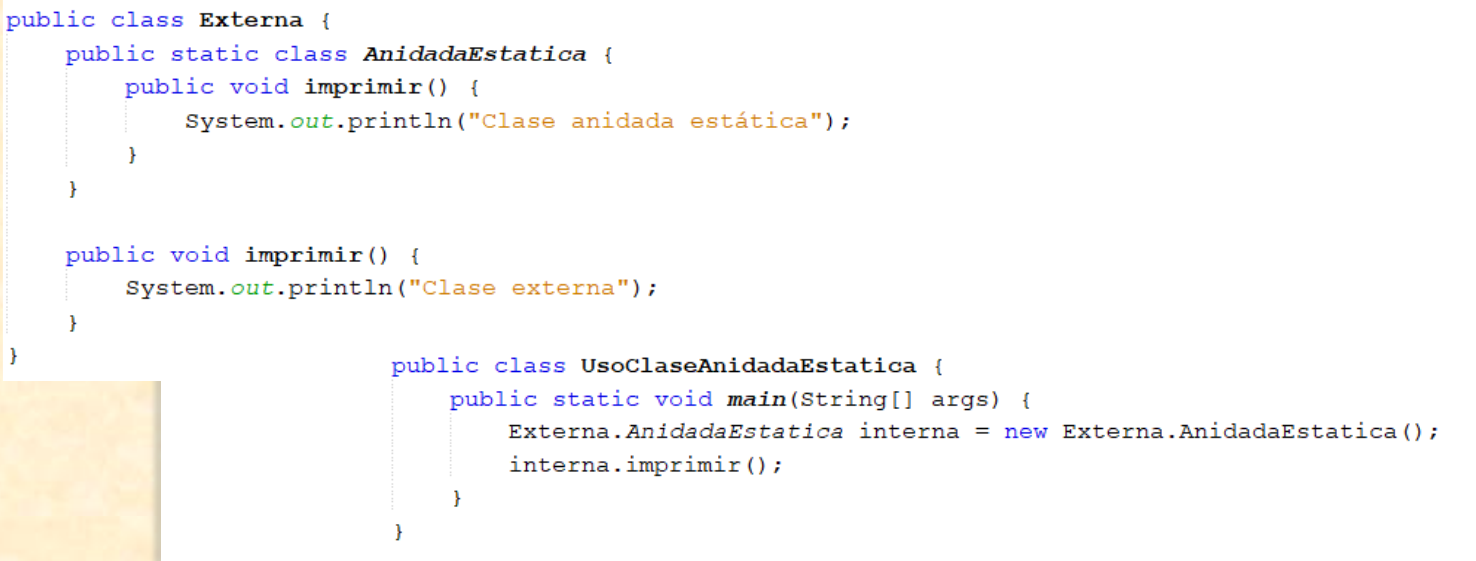 public class Externa {
public static class AnidadaEstatica {
public void imprimir() {
System.out.println("Clase anidada estática");
}
}
public void imprimir() {
System.out.println("Clase externa");
}
}
public class UsoClaseAnidadaEstatica {
public static void main(String[] args) {
Externa.AnidadaEstatica interna = new Externa.AnidadaEstatica();
interna.imprimir();
}
}